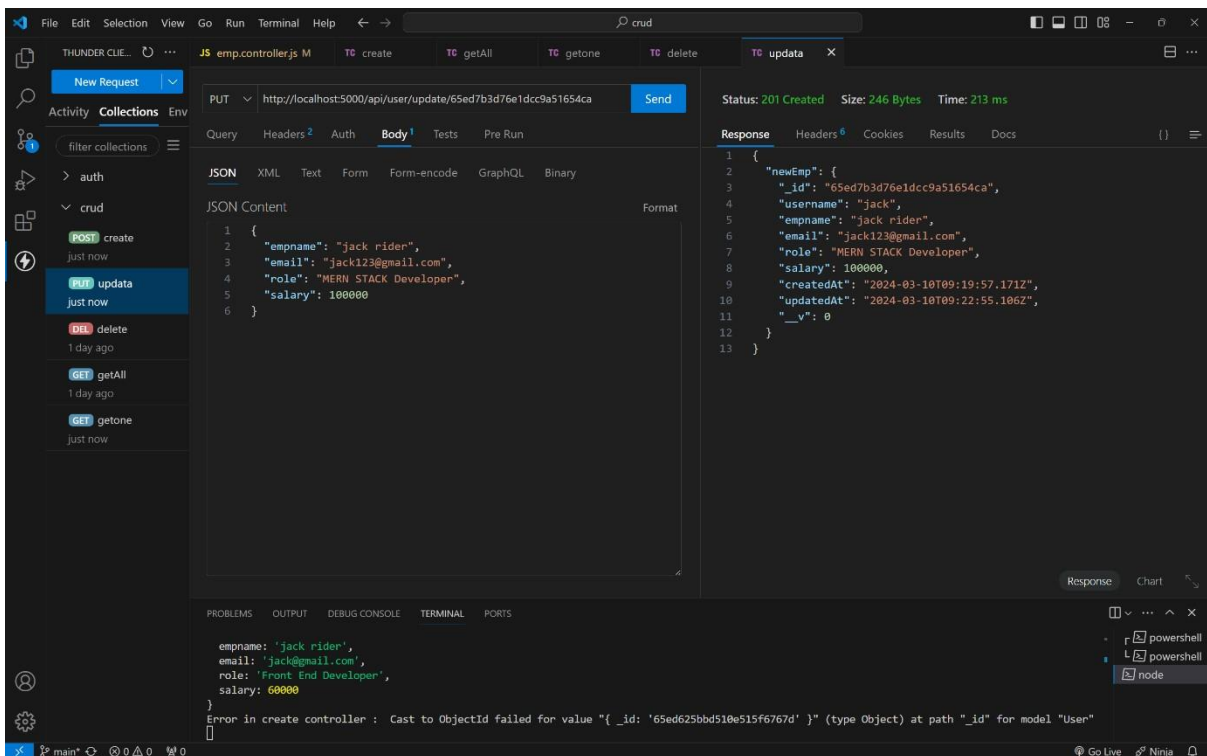 File Edit Selection View Go Run Terminal Help crud
THUNDER CLIE... JS emp.controller.js M TC create TC getAll TC getone TC delete TC updata
New Request
Activity Collections Env
filter collections
auth
crud
POST create
just now
PUT updata
just now
DEL delete
1 day ago
GET getAll
1 day ago
GET getone
just now
PUT http://localhost:5000/api/user/update/65ed7b3d76e1dcc9a51654ca Send
Query Headers 2 Auth Body 1 Tests Pre Run
JSON XML Text Form Form-encode GraphQL Binary
JSON Content Format
1 {
2 "empname": "jack rider",
3 "email": "jack123@gmail.com",
4 "role": "MERN STACK Developer",
5 "salary": 100000
6 }
Status: 201 Created Size: 246 Bytes Time: 213 ms
Response Headers 6 Cookies Results Docs {}
1 {
2 "newEmp": {
3 "_id": "65ed7b3d76e1dcc9a51654ca",
4 "username": "jack",
5 "empname": "jack rider",
6 "email": "jack123@gmail.com",
7 "role": "MERN STACK Developer",
8 "salary": 100000,
9 "createdAt": "2024-03-10T09:19:57.171Z",
10 "updatedAt": "2024-03-10T09:22:55.106Z",
11 "__v": 0
12 }
13 }
Response Chart
PROBLEMS OUTPUT DEBUG CONSOLE TERMINAL PORTS
empname: 'jack rider',
email: 'jack@gmail.com',
role: 'Front End Developer',
salary: 60000
}
Error in create controller : Cast to ObjectId failed for value "{ _id: '65ed625bbd510e515f6767d' }" (type Object) at path "_id" for model "User"
powershell
powershell
node
main* 0 0 0 Go Live Ninja